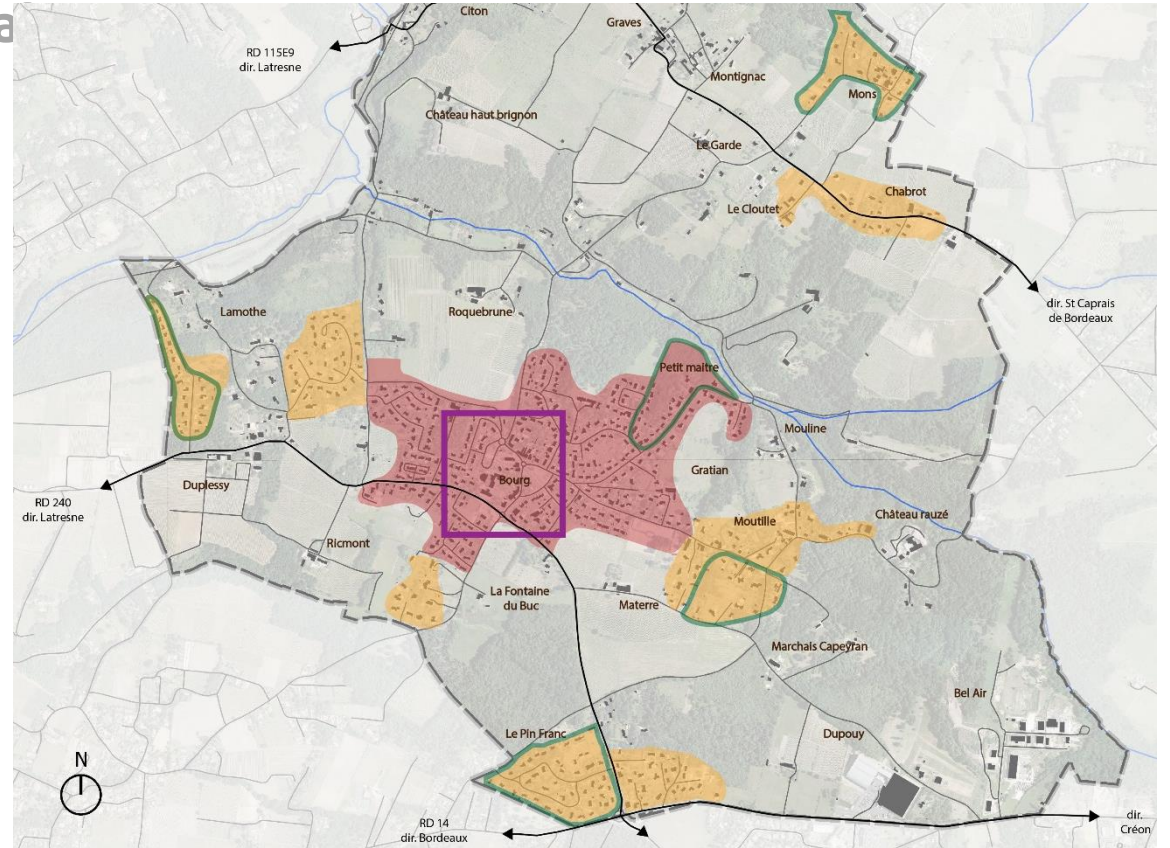 a
Citon
Graves
RD 115E9
dir. Latresne
Montignac
Mons
Château haut brignon
Le Garde
Chabrot
Le Cloutet
dir. St Caprais
de Bordeaux
Lamothe
Roquebrune
Petit maitre
Mouline
Gratian
Bourg
Duplessy
RD 240
dir. Latresne
Moutille
Château rauzé
Ricmont
La Fontaine
du Buc
Materre
Marchais Capeyran
Bel Air
Le Pin Franc
Dupouy
N
RD 14
dir. Bordeaux
dir.
Créon